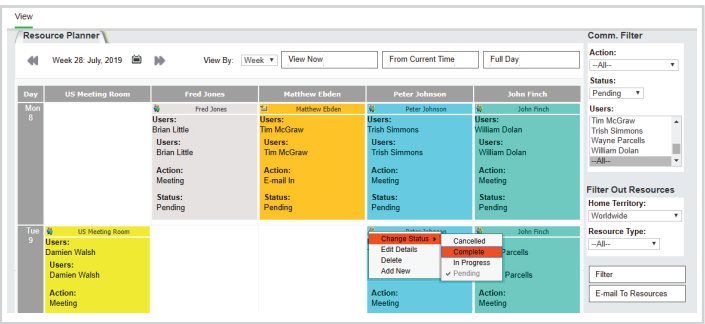 View
Resource Planner
Week 28: July, 2019
View By: Week
View Now
From Current Time
Full Day
Day US Meeting Room Fred Jones Matthew Ebden Peter Johnson John Finch
Mon
8
Fred Jones
Users:
Brian Little
Users:
Brian Little
Action:
Meeting
Status:
Pending
Matthew Ebden
Users:
Tim McGraw
Users:
Tim McGraw
Action:
E-mail In
Status:
Pending
Peter Johnson
Users:
Trish Simmons
Users:
Trish Simmons
Action:
Meeting
Status:
Pending
John Finch
Users:
William Dolan
Users:
William Dolan
Action:
Meeting
Status:
Pending
Tue
9
US Meeting Room
Users:
Damien Walsh
Users:
Damien Walsh
Action:
Meeting
Peter Johnson
Change Status
Edit Details
Delete
Add New
Cancelled
Complete
In Progress
Pending
Action:
Meeting
John Finch
Parcells
Parcells
Action:
Meeting
Comm. Filter
Action:
--All--
Status:
Pending
Users:
Tim McGraw
Trish Simmons
Wayne Parcells
William Dolan
--All--
Filter Out Resources
Home Territory:
Worldwide
Resource Type:
--All--
Filter
E-mail To Resources